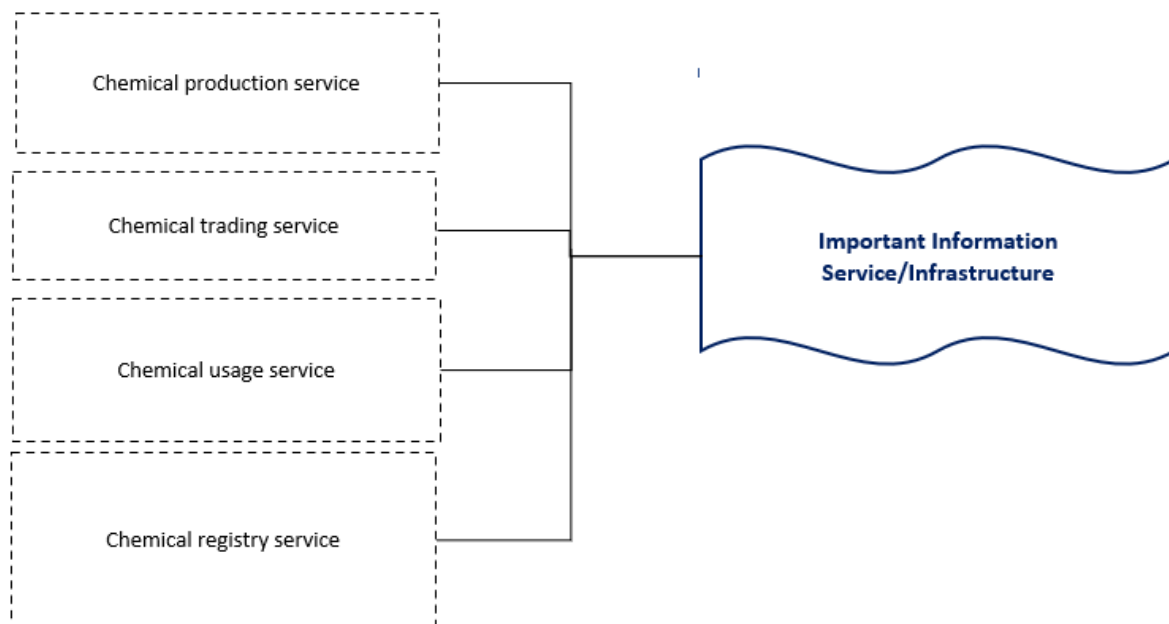 Chemical production service
Chemical trading service
Chemical usage service
Chemical registry service
Important Information
Service/Infrastructure